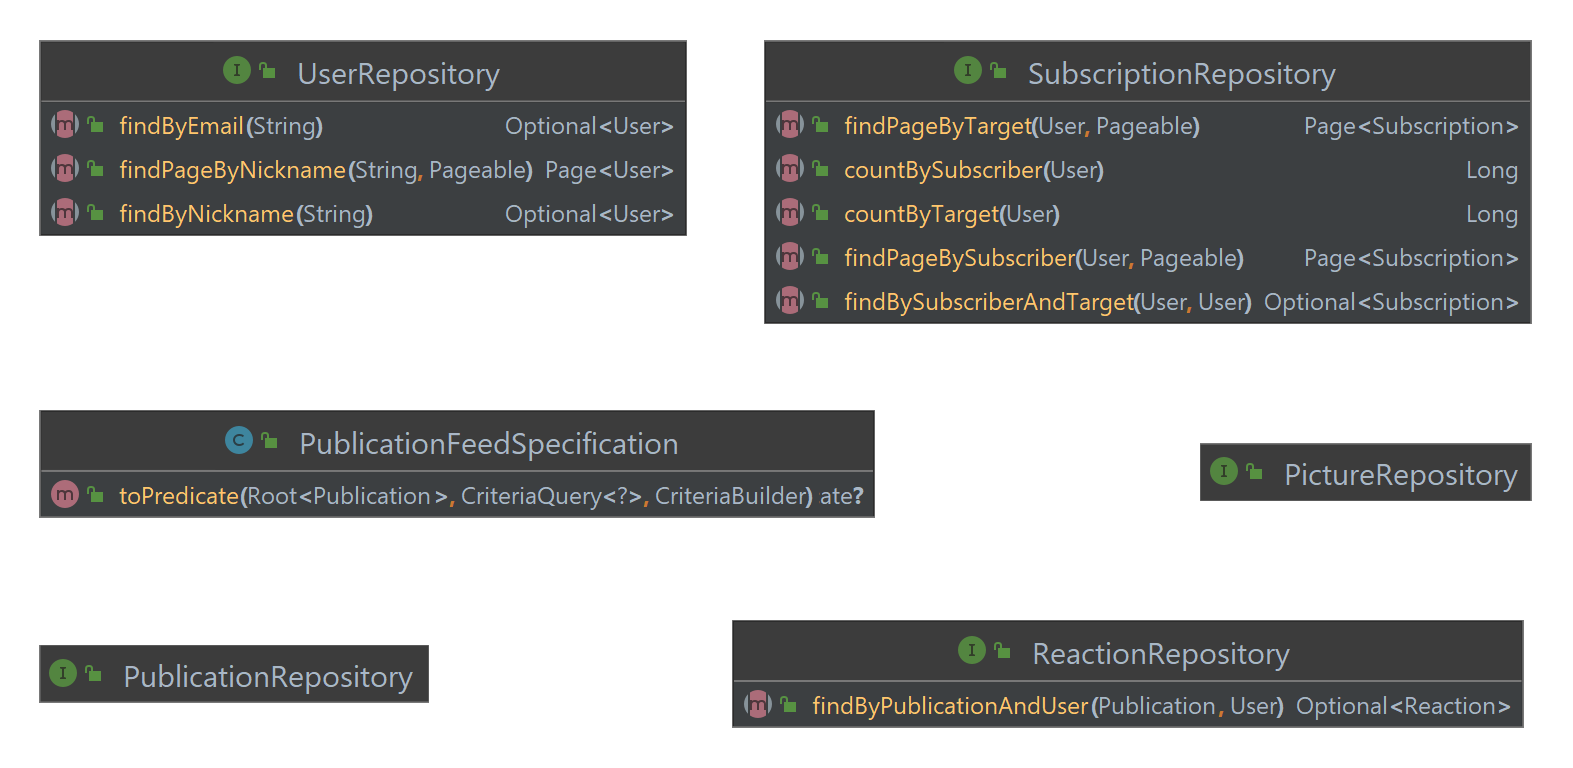 UserRepository
findByEmail(String) Optional<User>
findPageByNickname(String, Pageable) Page<User>
findByNickname(String) Optional<User>
SubscriptionRepository
findPageByTarget(User, Pageable) Page<Subscription>
countBySubscriber(User) Long
countByTarget(User) Long
findPageBySubscriber(User, Pageable) Page<Subscription>
findBySubscriberAndTarget(User, User) Optional<Subscription>
PublicationFeedSpecification
toPredicate(Root<Publication>, CriteriaQuery<?>, CriteriaBuilder) ate?
PictureRepository
PublicationRepository
ReactionRepository
findByPublicationAndUser(Publication, User) Optional<Reaction>